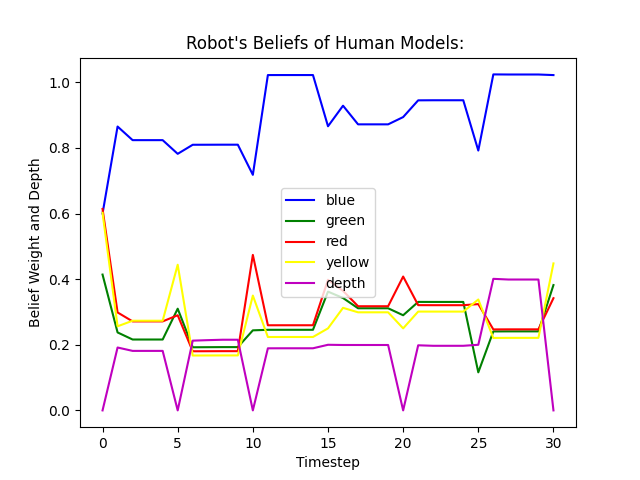 Robot's Beliefs of Human Models:
Belief Weight and Depth
1.0
0.8
0.6
0.4
0.2
0.0
blue
green
red
yellow
depth
0 5 10 15 20 25 30
Timestep